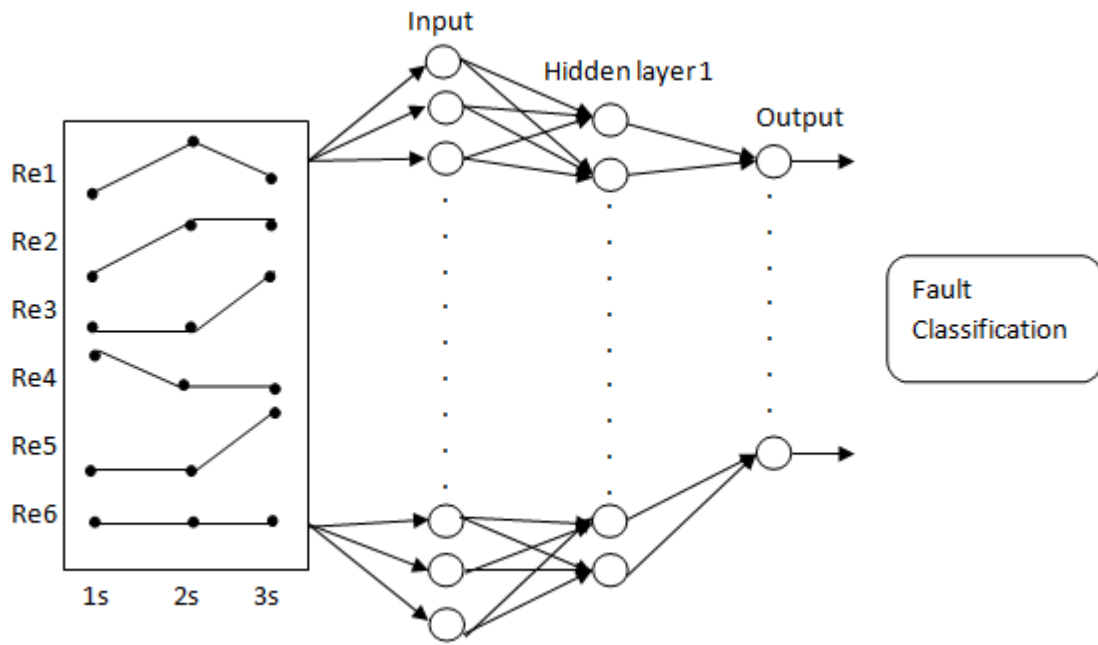 Input
Hidden layer 1
Output
Re1
Re2
Re3
Re4
Re5
Re6
1s 2s 3s
Fault
Classification